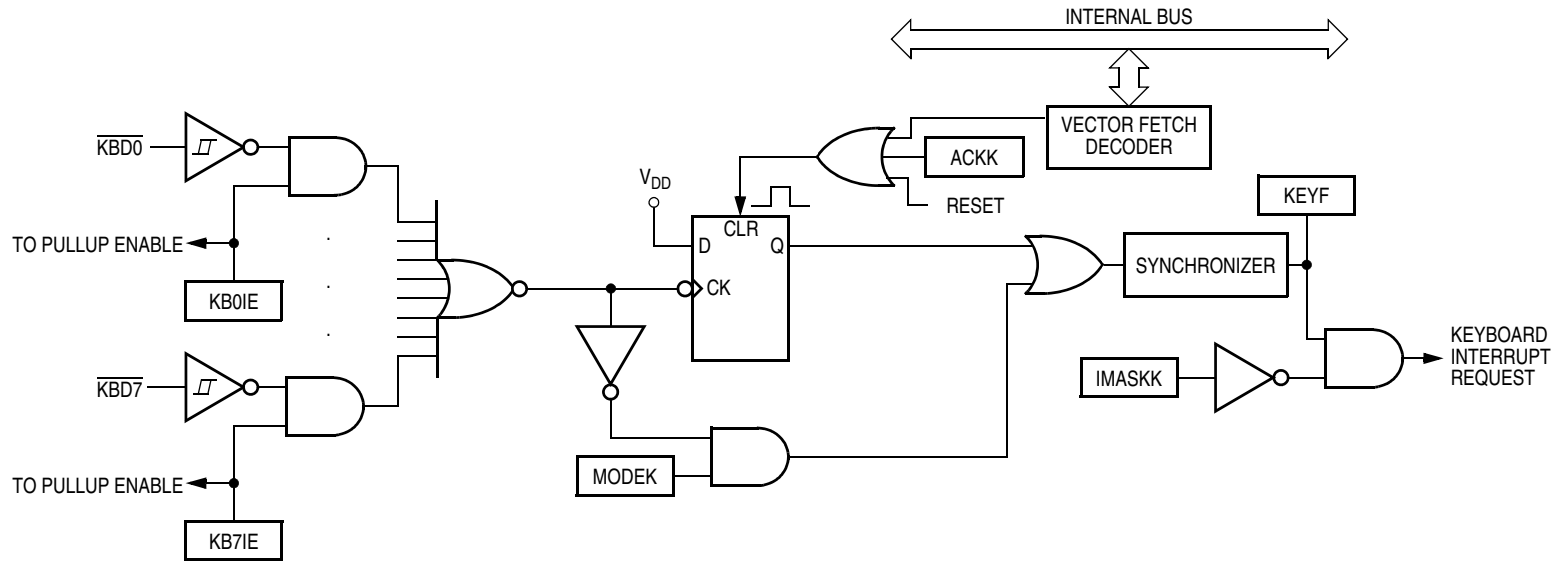 INTERNAL BUS
VECTOR FETCH
DECODER
ACKK
RESET
KBD0
TO PULLUP ENABLE
KB0IE
.
.
.
KBD7
TO PULLUP ENABLE
KB7IE
VDD
CLR
D
Q
CK
MODEK
SYNCHRONIZER
KEYF
IMASKK
KEYBOARD
INTERRUPT
REQUEST